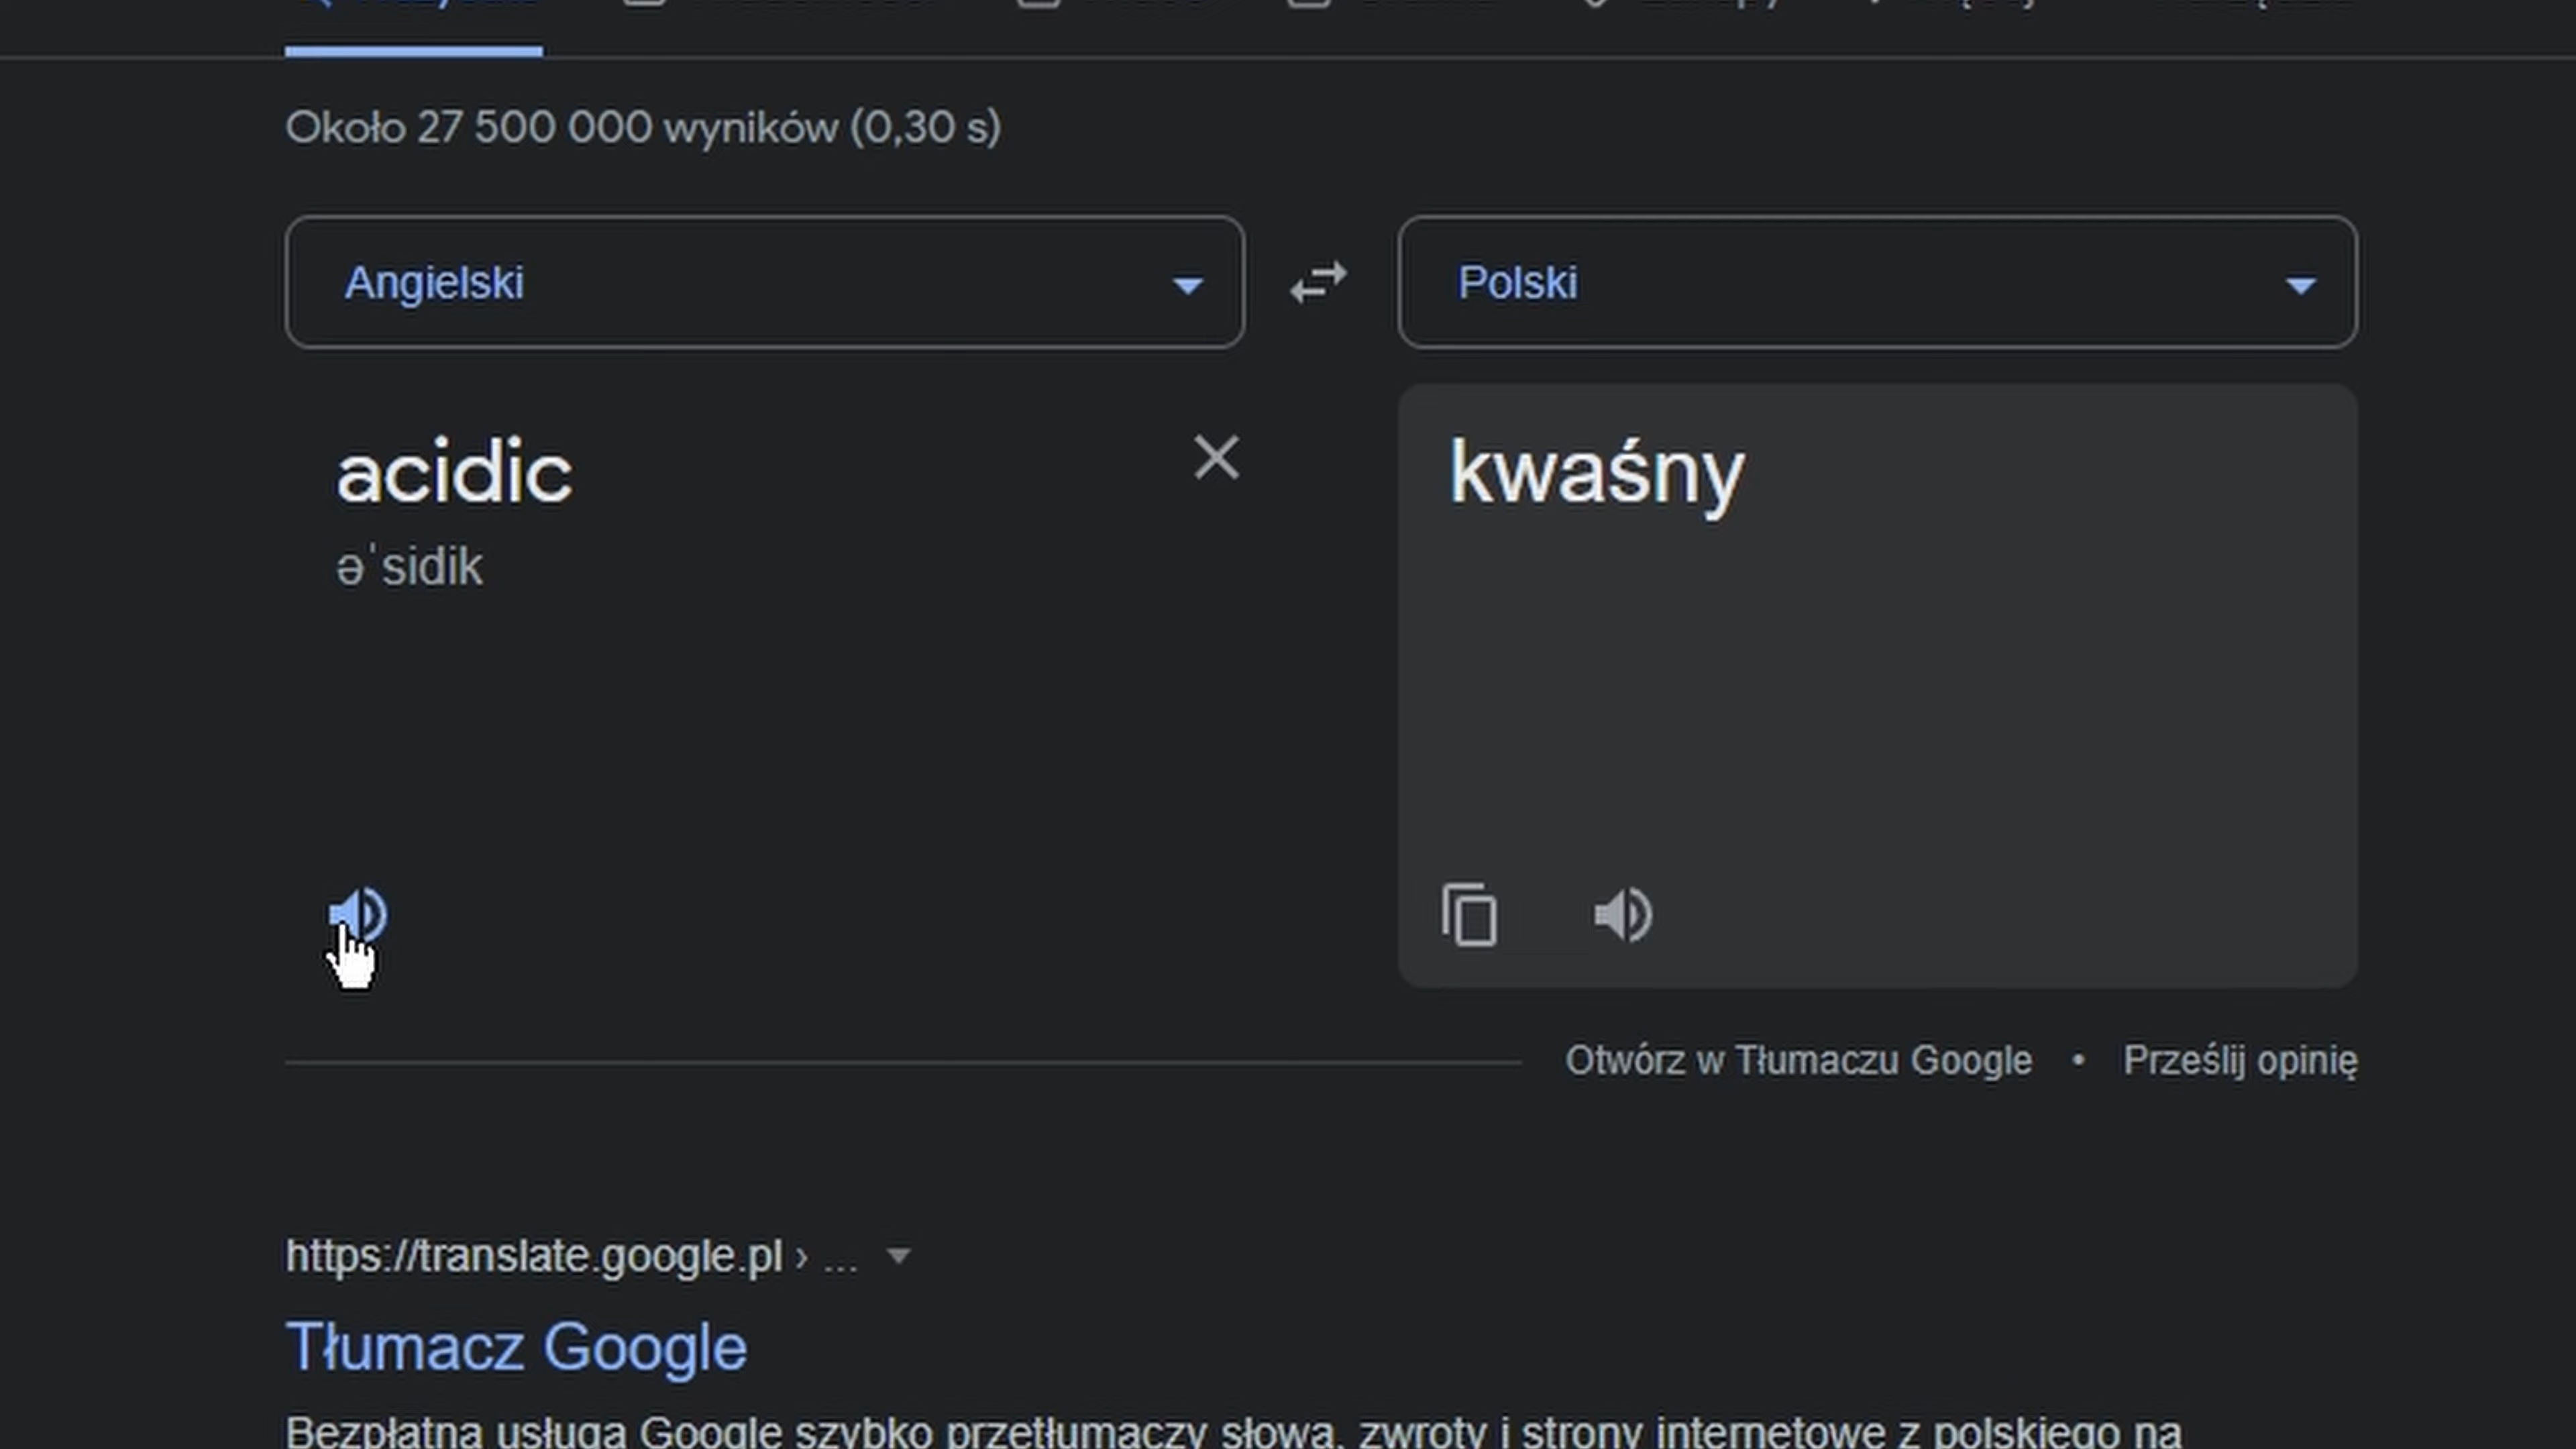 Około 27 500 000 wyników (0,30 s)
Angielski
Polski
acidic
əˈsidik
kwaśny
Otwórz w Tłumaczu Google • Prześlij opinię
https://translate.google.pl › ...
Tłumacz Google
Bezpłatna usługa Google szybko przetłumaczy słowa, zwroty i strony internetowe z polskiego na